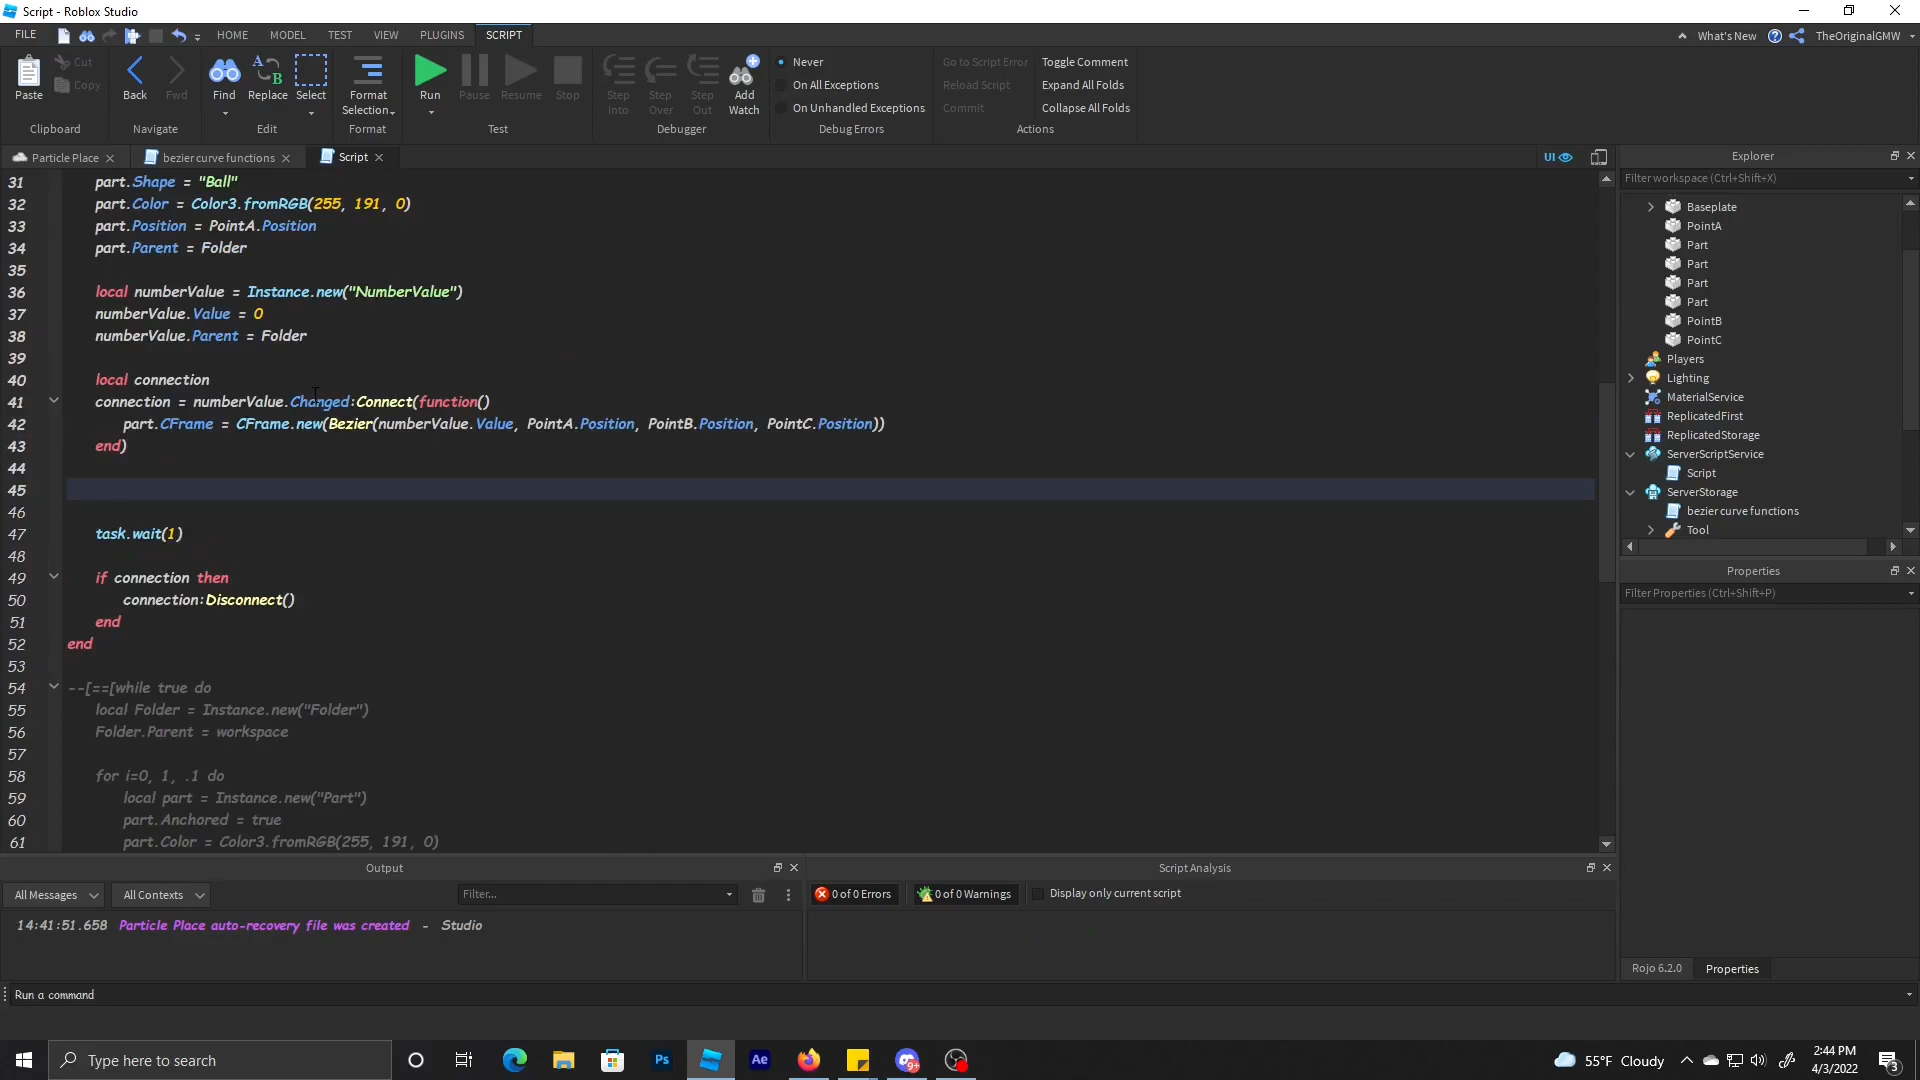 Script - Roblox Studio
FILE HOME MODEL TEST VIEW PLUGINS SCRIPT What's New TheOriginalGMW
Paste Cut Copy Back Fwd Find Replace Select Format Selection Run Pause Resume Stop Step Into Step Over Step Out Add Watch
Never
On All Exceptions
On Unhandled Exceptions
Go to Script Error
Reload Script
Commit
Toggle Comment
Expand All Folds
Collapse All Folds
Clipboard Navigate Edit Format Test Debugger Debug Errors Actions
Particle Place bezier curve functions Script UI
31 part.Shape = "Ball"
32 part.Color = Color3.fromRGB(255, 191, 0)
33 part.Position = PointA.Position
34 part.Parent = Folder
35
36 local numberValue = Instance.new("NumberValue")
37 numberValue.Value = 0
38 numberValue.Parent = Folder
39
40 local connection
41 connection = numberValue.Changed:Connect(function()
42 part.CFrame = CFrame.new(Bezier(numberValue.Value, PointA.Position, PointB.Position, PointC.Position))
43 end)
44
45
46
47 task.wait(1)
48
49 if connection then
50 connection:Disconnect()
51 end
52 end
53
54 --[==[while true do
55 local Folder = Instance.new("Folder")
56 Folder.Parent = workspace
57
58 for i=0, 1, .1 do
59 local part = Instance.new("Part")
60 part.Anchored = true
61 part.Color = Color3.fromRGB(255, 191, 0)
Explorer
Filter workspace (Ctrl+Shift+X)
Baseplate
PointA
Part
Part
Part
Part
PointB
PointC
Players
Lighting
MaterialService
ReplicatedFirst
ReplicatedStorage
ServerScriptService
Script
ServerStorage
bezier curve functions
Tool
Properties
Filter Properties (Ctrl+Shift+P)
Rojo 6.2.0 Properties
Output
All Messages All Contexts Filter...
14:41:51.658 Particle Place auto-recovery file was created - Studio
Script Analysis
0 of 0 Errors 0 of 0 Warnings Display only current script
Run a command
Type here to search
Ps
Ae
9+
55°F Cloudy
2:44 PM
4/3/2022
3